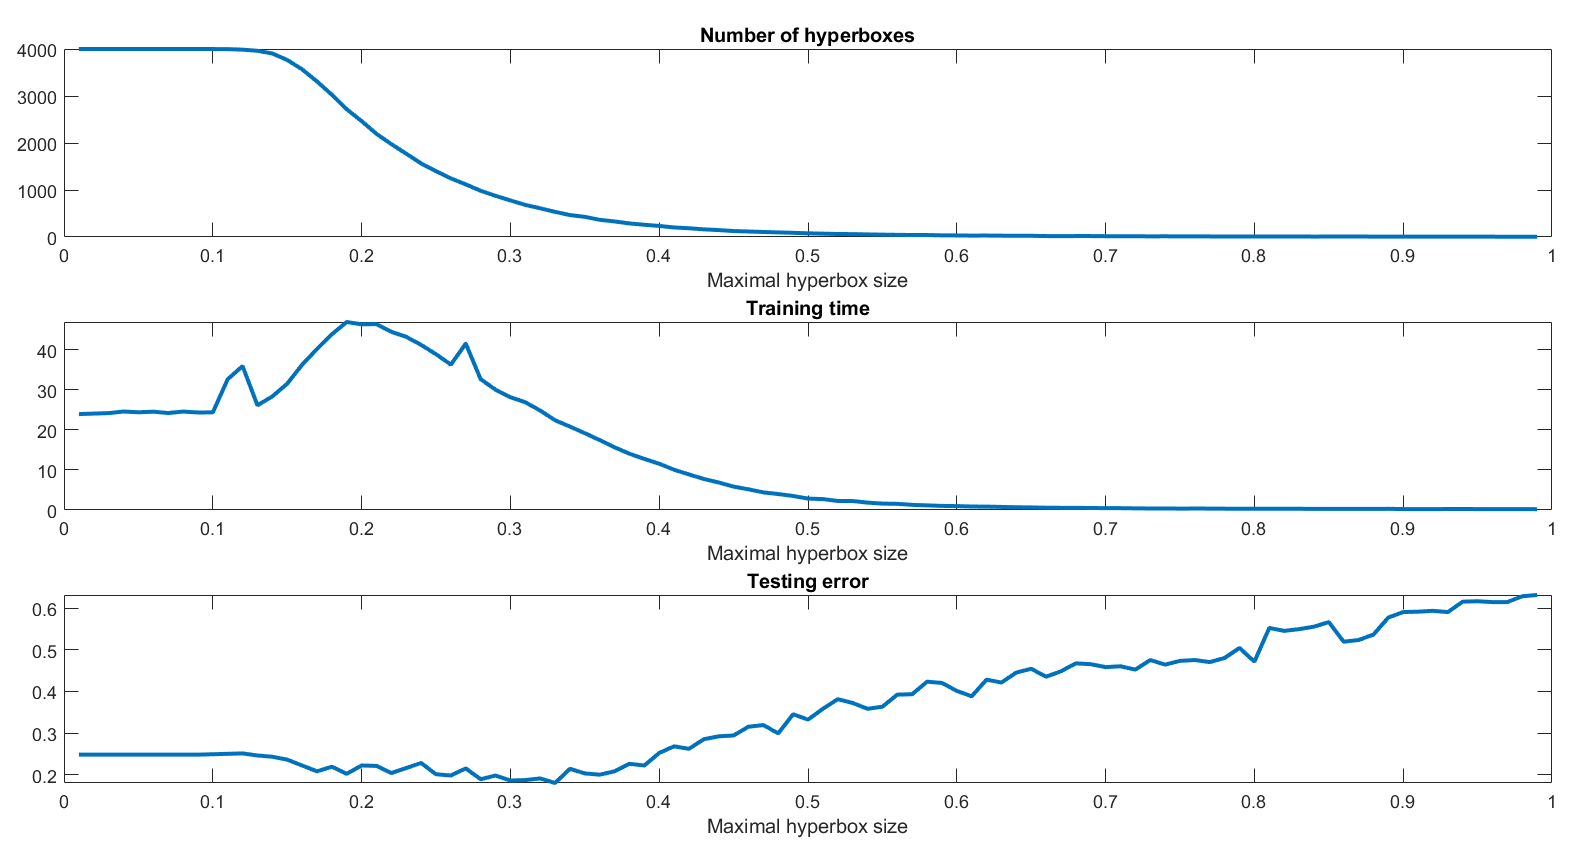 Number of hyperboxes
4000
3000
2000
1000
0
0 0.1 0.2 0.3 0.4 0.5 0.6 0.7 0.8 0.9 1
Maximal hyperbox size
Training time
40
30
20
10
0
0 0.1 0.2 0.3 0.4 0.5 0.6 0.7 0.8 0.9 1
Maximal hyperbox size
Testing error
0.6
0.5
0.4
0.3
0.2
0 0.1 0.2 0.3 0.4 0.5 0.6 0.7 0.8 0.9 1
Maximal hyperbox size